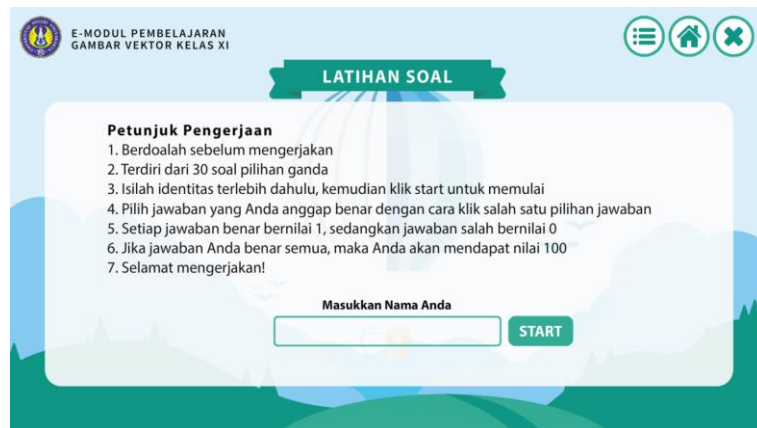 E-MODUL PEMBELAJARAN
GAMBAR VEKTOR KELAS XI
LATIHAN SOAL
Petunjuk Pengerjaan
1. Berdoalah sebelum mengerjakan
2. Terdiri dari 30 soal pilihan ganda
3. Isilah identitas terlebih dahulu, kemudian klik start untuk memulai
4. Pilih jawaban yang Anda anggap benar dengan cara klik salah satu pilihan jawaban
5. Setiap jawaban benar bernilai 1, sedangkan jawaban salah bernilai 0
6. Jika jawaban Anda benar semua, maka Anda akan mendapat nilai 100
7. Selamat mengerjakan!
Masukkan Nama Anda
START